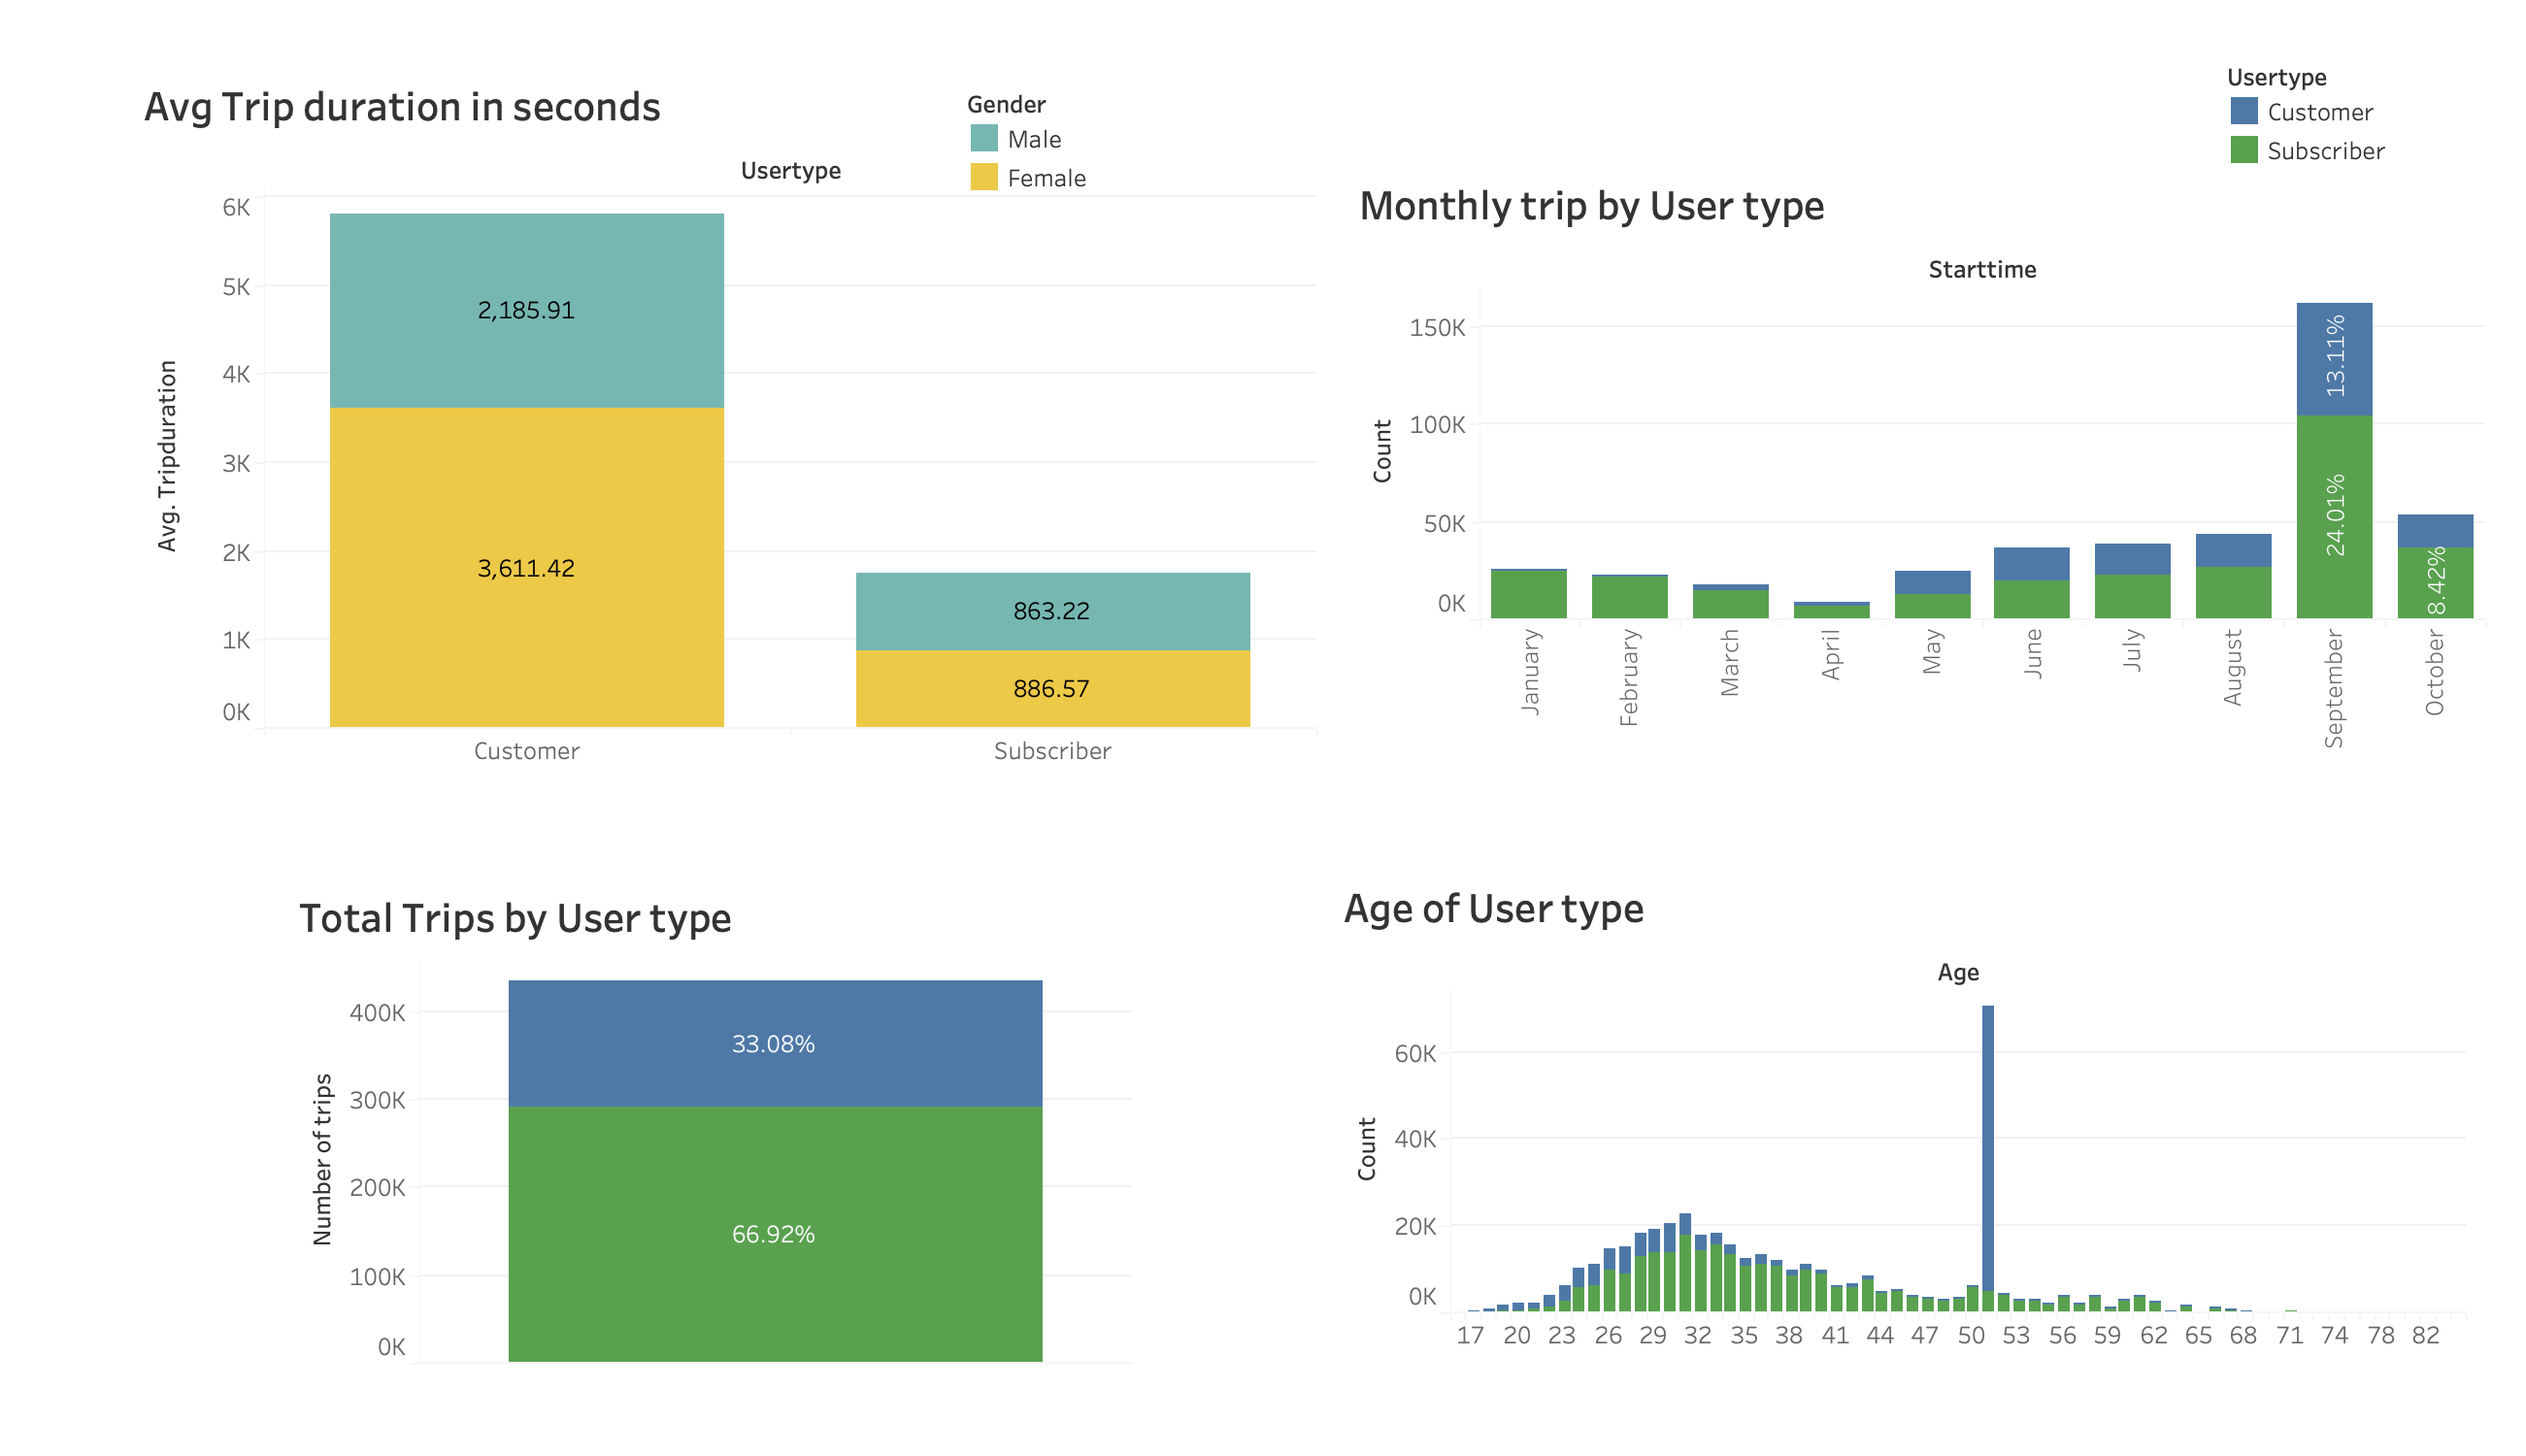 Avg Trip duration in seconds
Gender
Male
Female
Usertype
Avg. Tripduration
6K
5K
4K
3K
2K
1K
0K
2,185.91
3,611.42
863.22
886.57
Customer
Subscriber
Usertype
Customer
Subscriber
Monthly trip by User type
Starttime
Count
150K
100K
50K
0K
13.11%
24.01%
8.42%
January
February
March
April
May
June
July
August
September
October
Total Trips by User type
Number of trips
400K
300K
200K
100K
0K
33.08%
66.92%
Age of User type
Age
Count
60K
40K
20K
0K
17 20 23 26 29 32 35 38 41 44 47 50 53 56 59 62 65 68 71 74 78 82